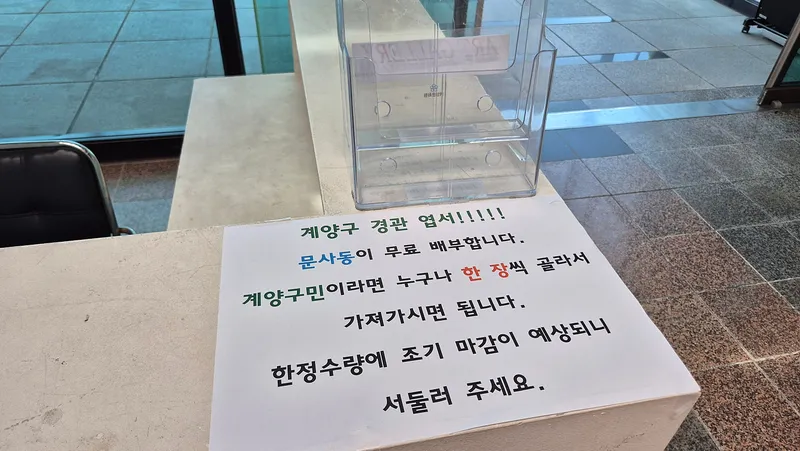 계양구 경관 엽서!!!!!
문사동이 무료 배부합니다.
계양구민이라면 누구나 한 장씩 골라서
가져가시면 됩니다.
한정수량에 조기 마감이 예상되니
서둘러 주세요.